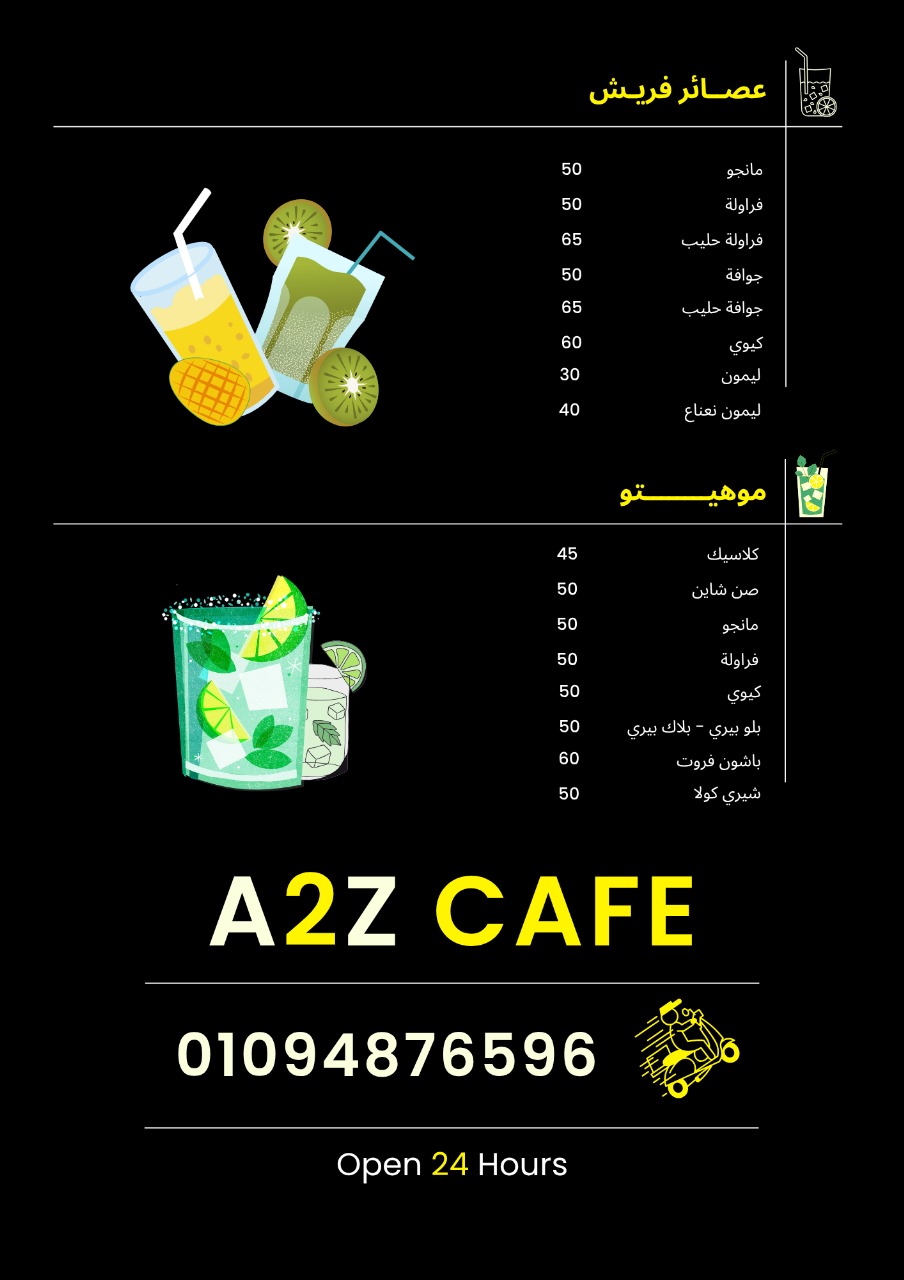 عصائر فريش
مانجو 50
فراولة 50
فراولة حليب 65
جوافة 50
جوافة حليب 65
كيوي 60
ليمون 30
ليمون نعناع 40
موهيتو
كلاسيك 45
صن شاين 50
مانجو 50
فراولة 50
كيوي 50
بلو بيري - بلاك بيري 50
باشون فروت 60
شيري كولا 50
A2Z CAFE
01094876596
Open 24 Hours